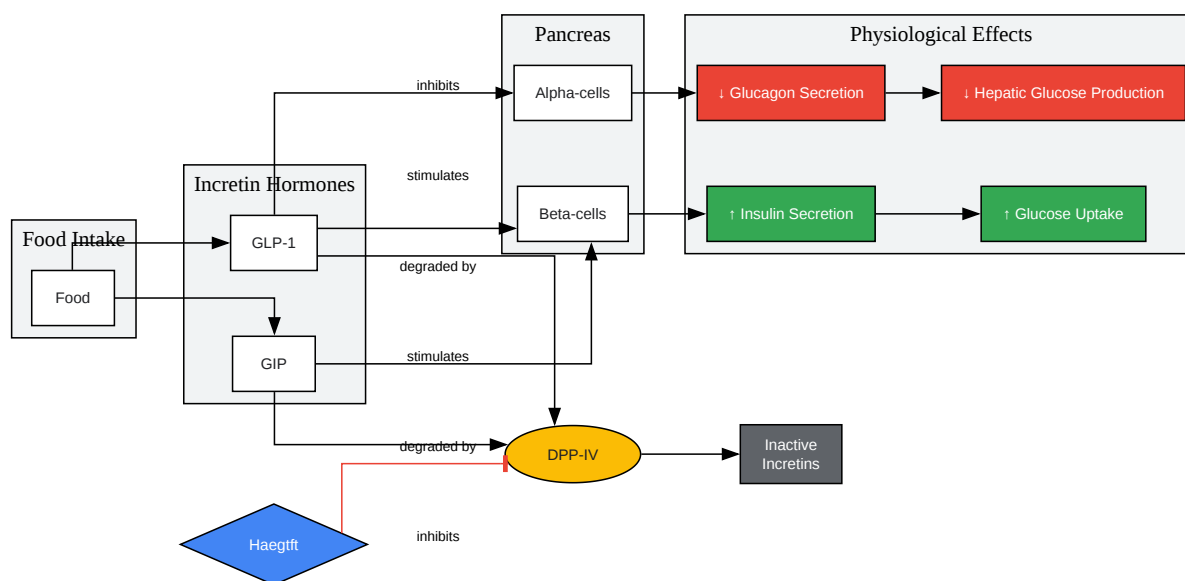 Pancreas
Physiological Effects
inhibits
Alpha-cells
↓ Glucagon Secretion
↓ Hepatic Glucose Production
Incretin Hormones
stimulates
Beta-cells
↑ Insulin Secretion
↑ Glucose Uptake
Food Intake
GLP-1
degraded by
Food
GIP
stimulates
degraded by
DPP-IV
Inactive
Incretins
Haegtft
inhibits